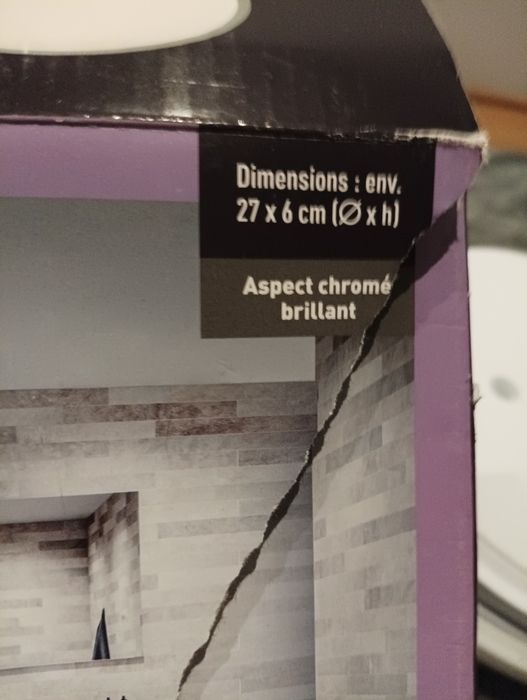 Dimensions : env.
27 x 6 cm (Ø x h)
Aspect chromé
brillant